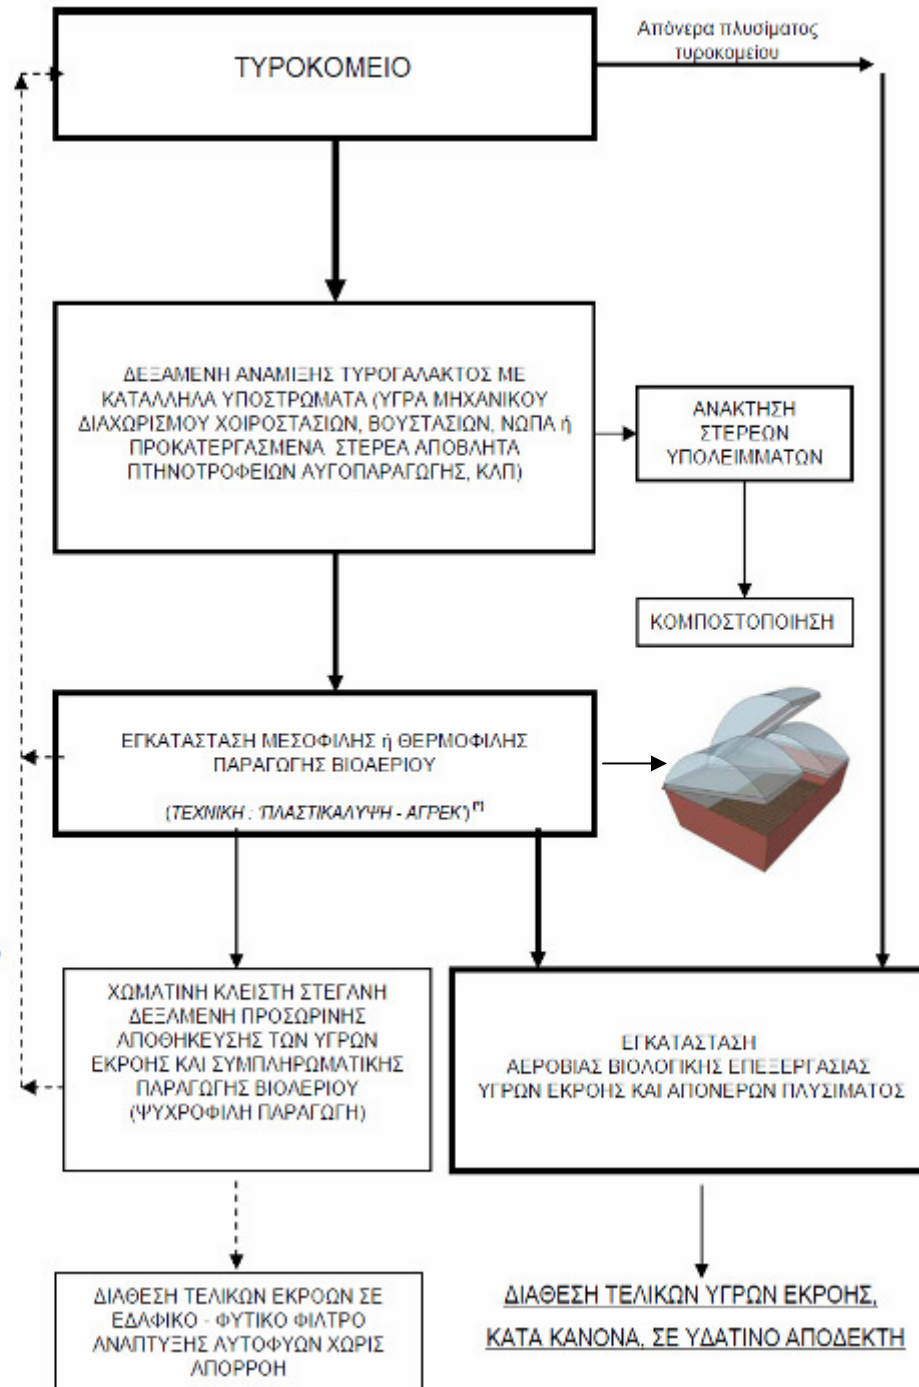 ΤΥΡΟΚΟΜΕΙΟ
Απόνερα πλυσίματος
τυροκομείου
ΔΕΞΑΜΕΝΗ ΑΝΑΜΙΞΗΣ ΤΥΡΟΓΑΛΑΚΤΟΣ ΜΕ
ΚΑΤΑΛΛΗΛΑ ΥΠΟΣΤΡΩΜΑΤΑ (ΥΓΡΑ ΜΗΧΑΝΙΚΟΥ
ΔΙΑΧΩΡΙΣΜΟΥ ΧΟΙΡΟΣΤΑΣΙΩΝ, ΒΟΥΣΤΑΣΙΩΝ, ΝΩΠΑ ή
ΠΡΟΚΑΤΕΡΓΑΣΜΕΝΑ ΣΤΕΡΕΑ ΑΠΟΒΛΗΤΑ
ΠΤΗΝΟΤΡΟΦΕΙΩΝ ΑΥΓΟΠΑΡΑΓΩΓΗΣ, ΚΛΠ)
ΑΝΑΚΤΗΣΗ
ΣΤΕΡΕΩΝ
ΥΠΟΛΕΙΜΜΑΤΩΝ
ΚΟΜΠΟΣΤΟΠΟΙΗΣΗ
ΕΓΚΑΤΑΣΤΑΣΗ ΜΕΣΟΦΙΛΗΣ ή ΘΕΡΜΟΦΙΛΗΣ
ΠΑΡΑΓΩΓΗΣ ΒΙΟΑΕΡΙΟΥ
(ΤΕΧΝΙΚΗ : 'ΠΛΑΣΤΙΚΑΛΥΨΗ - ΑΓΡΕΚ') (*)
ΧΩΜΑΤΙΝΗ ΚΛΕΙΣΤΗ ΣΤΕΓΑΝΗ
ΔΕΞΑΜΕΝΗ ΠΡΟΣΩΡΙΝΗΣ
ΑΠΟΘΗΚΕΥΣΗΣ ΤΩΝ ΥΓΡΩΝ
ΕΚΡΟΗΣ ΚΑΙ ΣΥΜΠΛΗΡΩΜΑΤΙΚΗΣ
ΠΑΡΑΓΩΓΗΣ ΒΙΟΑΕΡΙΟΥ
(ΨΥΧΡΟΦΙΛΗ ΠΑΡΑΓΩΓΗ)
ΕΓΚΑΤΑΣΤΑΣΗ
ΑΕΡΟΒΙΑΣ ΒΙΟΛΟΓΙΚΗΣ ΕΠΕΞΕΡΓΑΣΙΑΣ
ΥΓΡΩΝ ΕΚΡΟΗΣ ΚΑΙ ΑΠΟΝΕΡΩΝ ΠΛΥΣΙΜΑΤΟΣ
ΔΙΑΘΕΣΗ ΤΕΛΙΚΩΝ ΕΚΡΟΩΝ ΣΕ
ΕΔΑΦΙΚΟ - ΦΥΤΙΚΟ ΦΙΛΤΡΟ
ΑΝΑΠΤΥΞΗΣ ΑΥΤΟΦΥΩΝ ΧΩΡΙΣ
ΑΠΟΡΡΟΗ
ΔΙΑΘΕΣΗ ΤΕΛΙΚΩΝ ΥΓΡΩΝ ΕΚΡΟΗΣ,
ΚΑΤΑ ΚΑΝΟΝΑ, ΣΕ ΥΔΑΤΙΝΟ ΑΠΟΔΕΚΤΗ